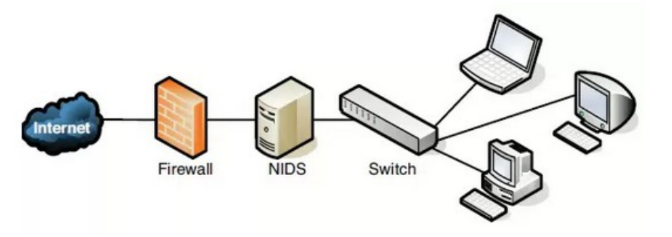 Internet
Firewall
NIDS
Switch